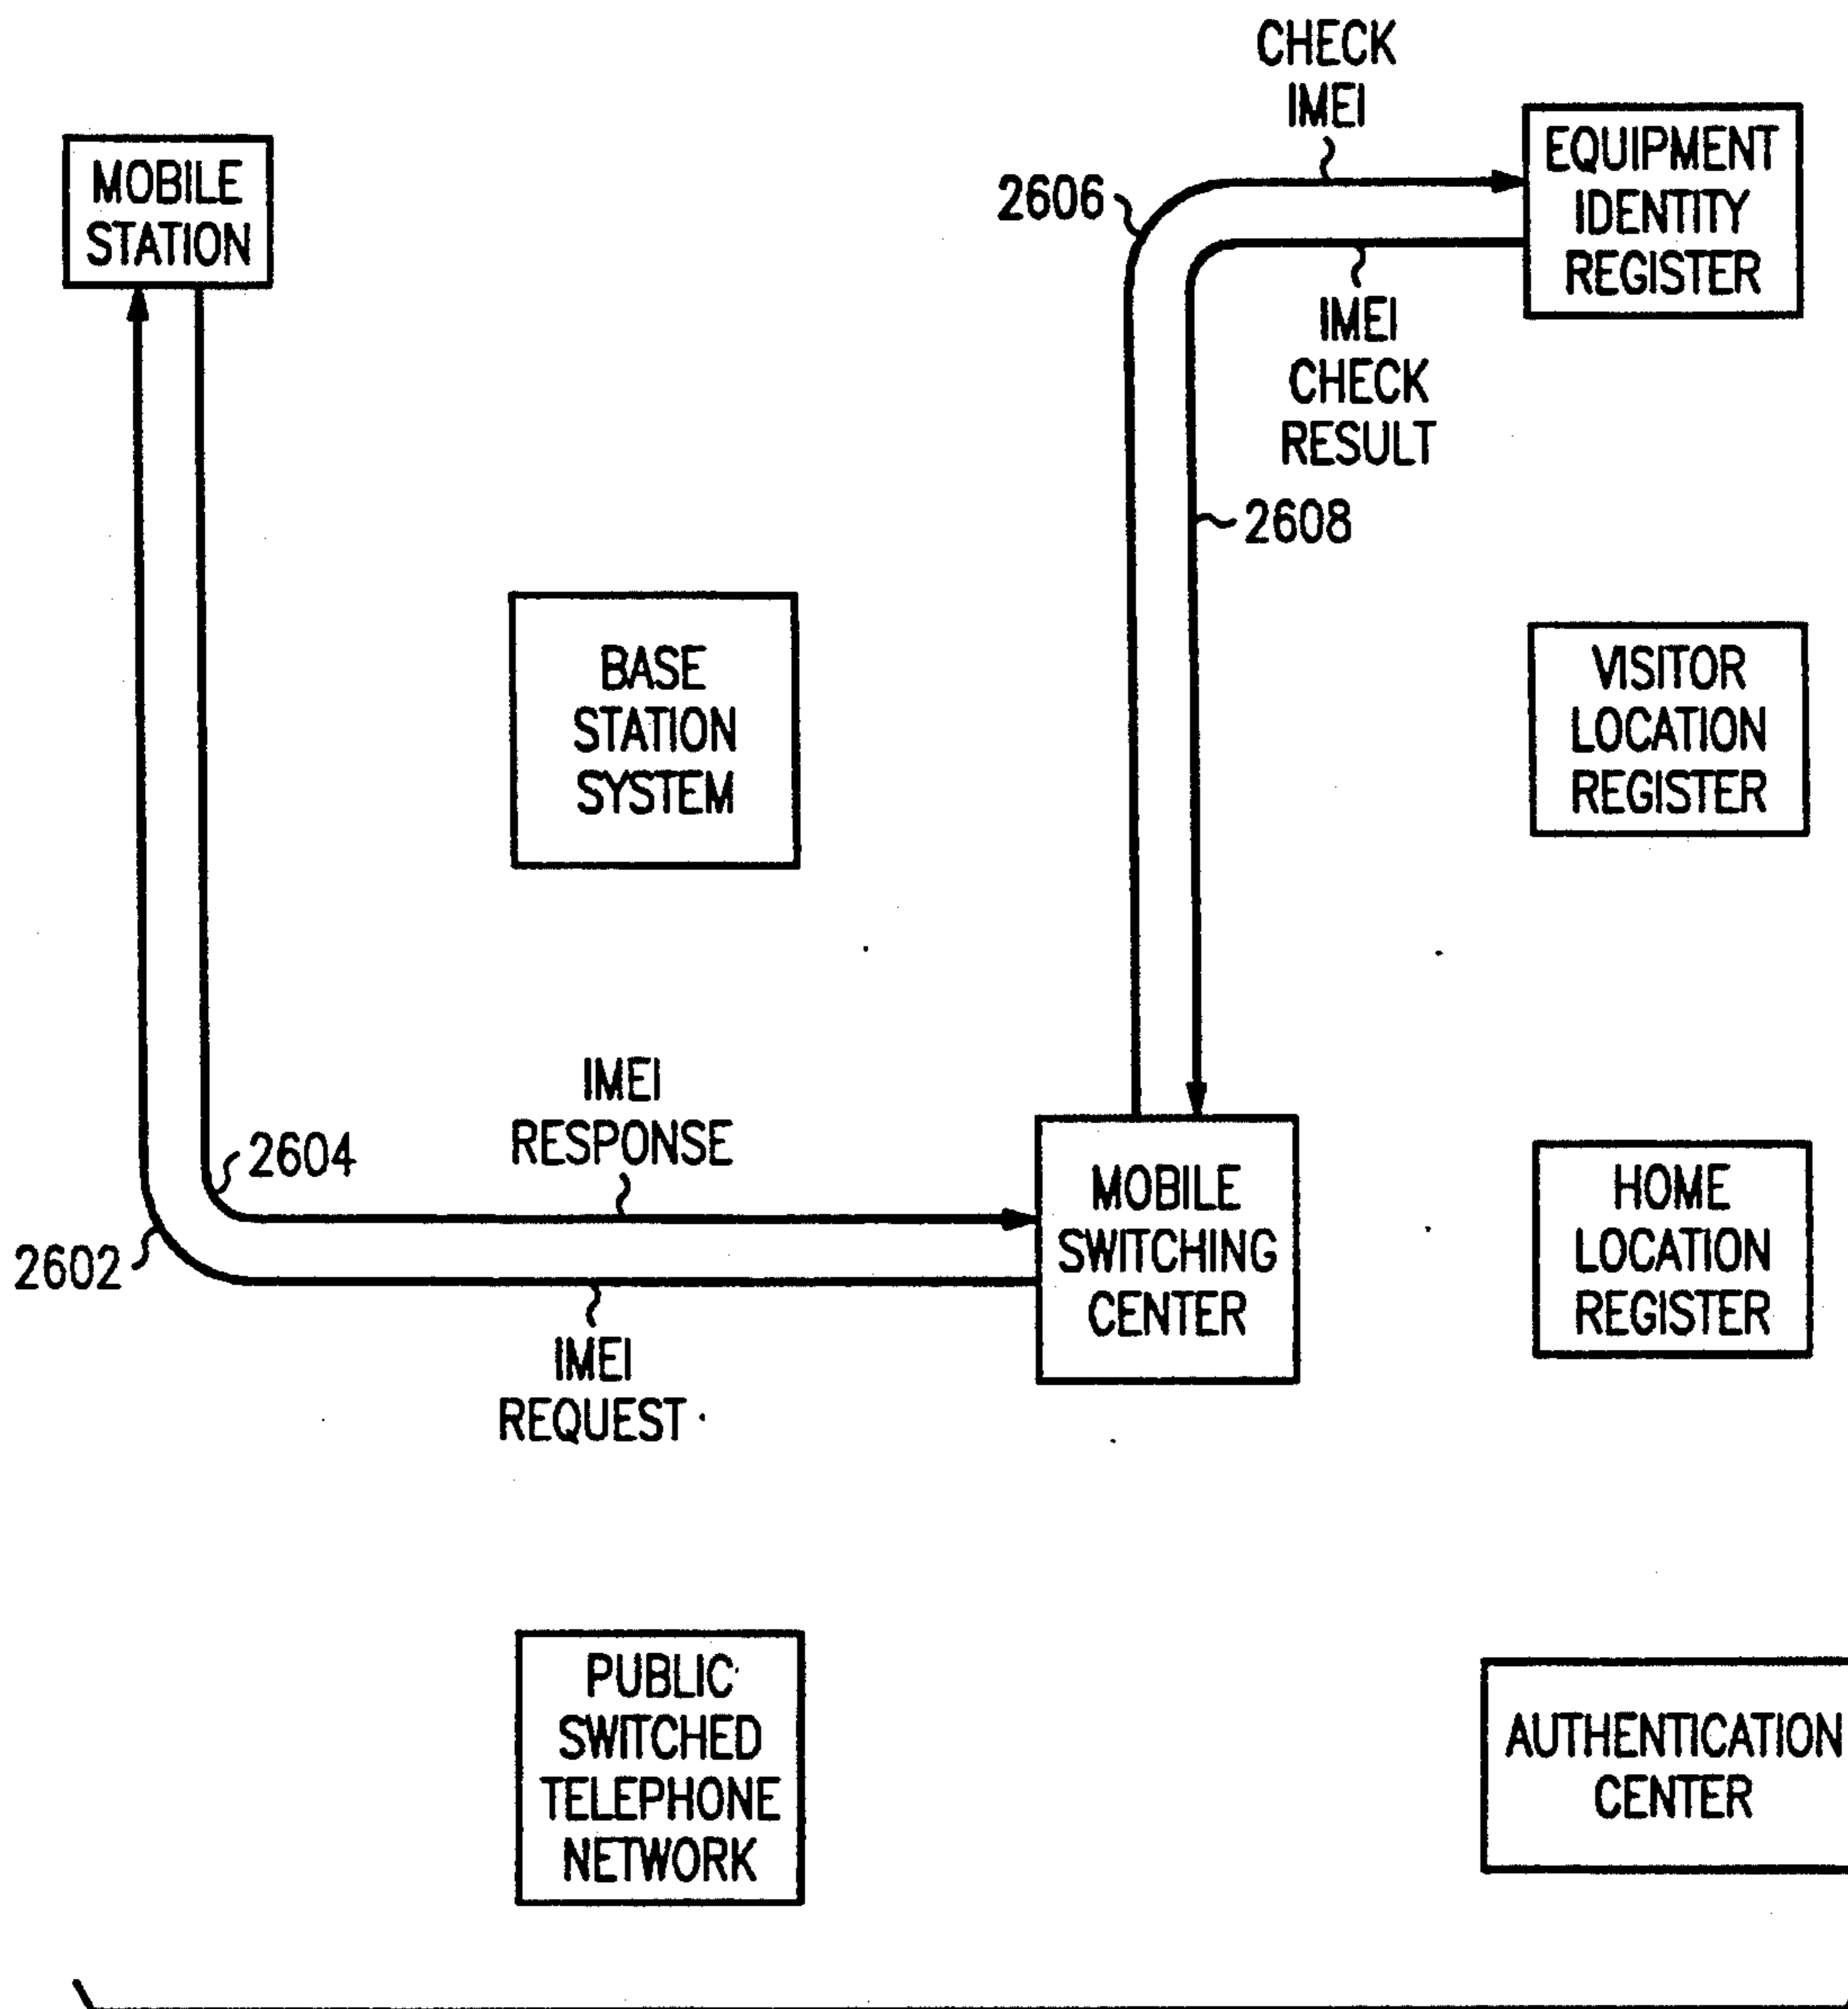 CHECK
IMEI
MOBILE
STATION
2606
EQUIPMENT
IDENTITY
REGISTER
IMEI
CHECK
RESULT
2608
BASE
STATION
SYSTEM
VISITOR
LOCATION
REGISTER
IMEI
RESPONSE
2604
2602
MOBILE
SWITCHING
CENTER
HOME
LOCATION
REGISTER
IMEI
REQUEST
PUBLIC
SWITCHED
TELEPHONE
NETWORK
AUTHENTICATION
CENTER